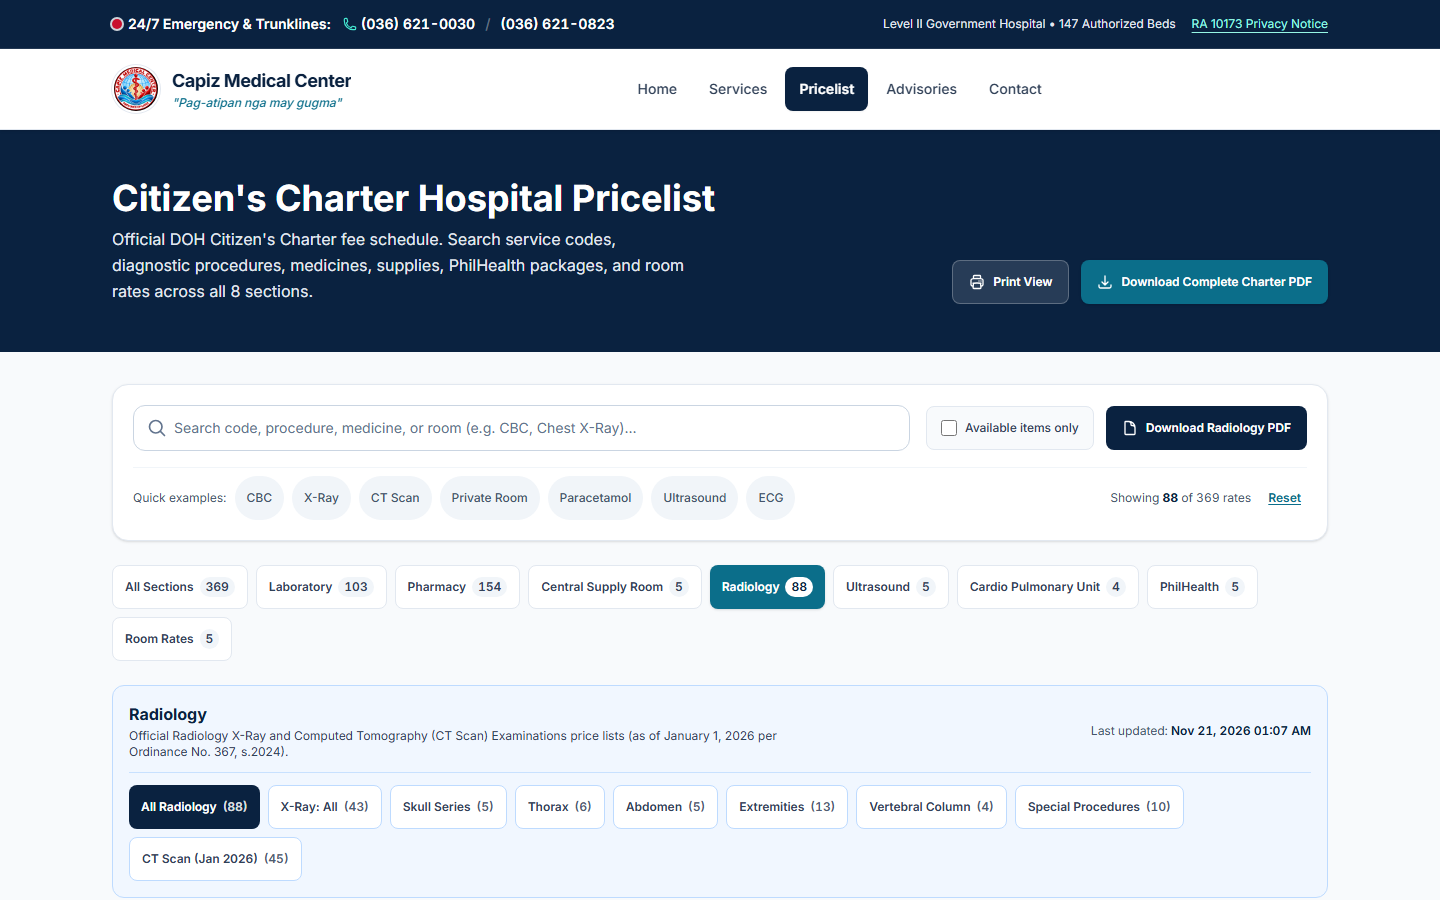 24/7 Emergency & Trunklines: (036) 621-0030 / (036) 621-0823
Level II Government Hospital • 147 Authorized Beds RA 10173 Privacy Notice
Capiz Medical Center
"Pag-atipan nga may gugma"
Home Services Pricelist Advisories Contact
Citizen's Charter Hospital Pricelist
Official DOH Citizen's Charter fee schedule. Search service codes,
diagnostic procedures, medicines, supplies, PhilHealth packages, and room
rates across all 8 sections.
Print View
Download Complete Charter PDF
Search code, procedure, medicine, or room (e.g. CBC, Chest X-Ray)...
Available items only
Download Radiology PDF
Quick examples: CBC X-Ray CT Scan Private Room Paracetamol Ultrasound ECG
Showing 88 of 369 rates Reset
All Sections 369 Laboratory 103 Pharmacy 154 Central Supply Room 5 Radiology 88 Ultrasound 5 Cardio Pulmonary Unit 4 PhilHealth 5
Room Rates 5
Radiology
Official Radiology X-Ray and Computed Tomography (CT Scan) Examinations price lists (as of January 1, 2026 per
Ordinance No. 367, s.2024).
Last updated: Nov 21, 2026 01:07 AM
All Radiology (88) X-Ray: All (43) Skull Series (5) Thorax (6) Abdomen (5) Extremities (13) Vertebral Column (4) Special Procedures (10)
CT Scan (Jan 2026) (45)